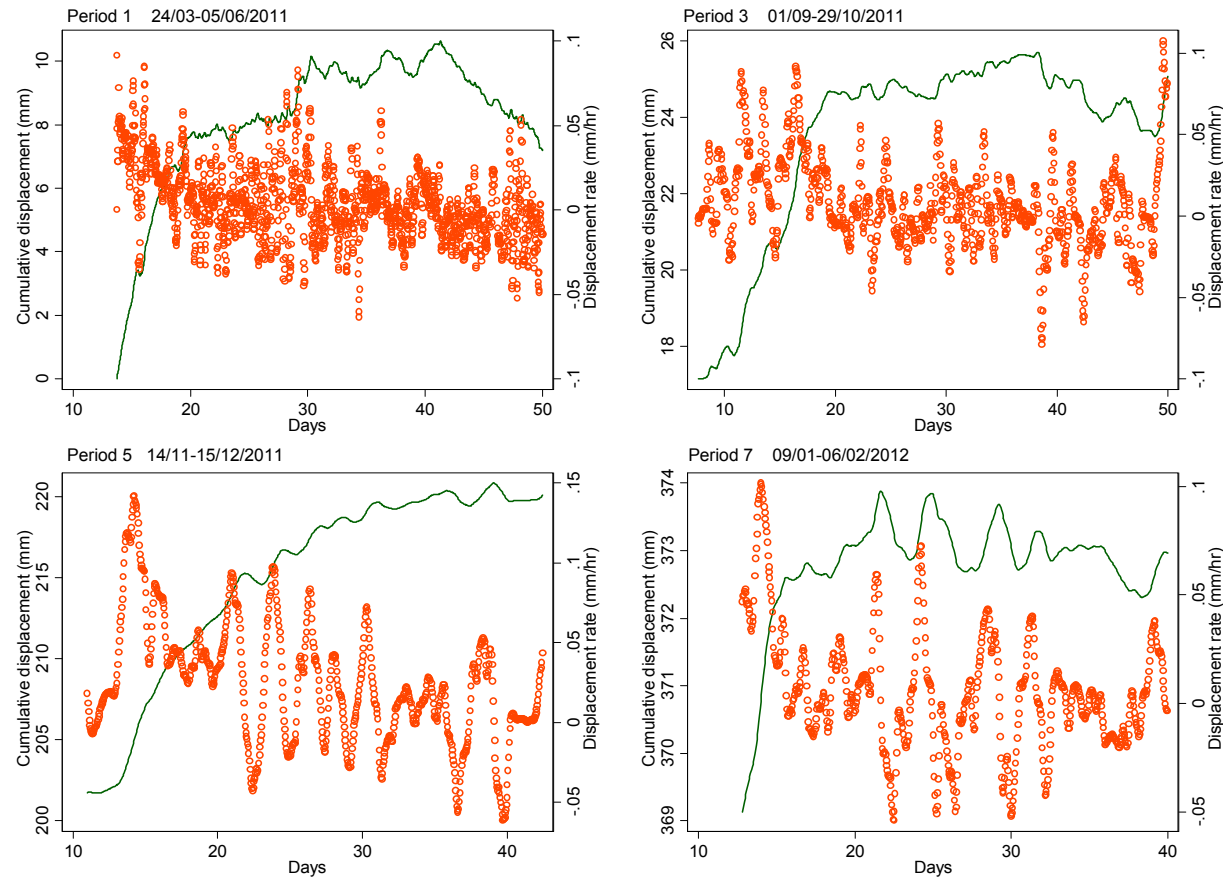 Period 1 24/03-05/06/2011
Cumulative displacement (mm)
0 2 4 6 8 10
Displacement rate (mm/hr)
-.1 -.05 0 .05 .1
10 20 30 40 50
Days
Period 3 01/09-29/10/2011
Cumulative displacement (mm)
18 20 22 24 26
Displacement rate (mm/hr)
-.1 -.05 0 .05 .1
10 20 30 40 50
Days
Period 5 14/11-15/12/2011
Cumulative displacement (mm)
200 205 210 215 220
Displacement rate (mm/hr)
-.05 0 .05 .1 .15
10 20 30 40
Days
Period 7 09/01-06/02/2012
Cumulative displacement (mm)
369 370 371 372 373 374
Displacement rate (mm/hr)
-.05 0 .05 .1
10 20 30 40
Days